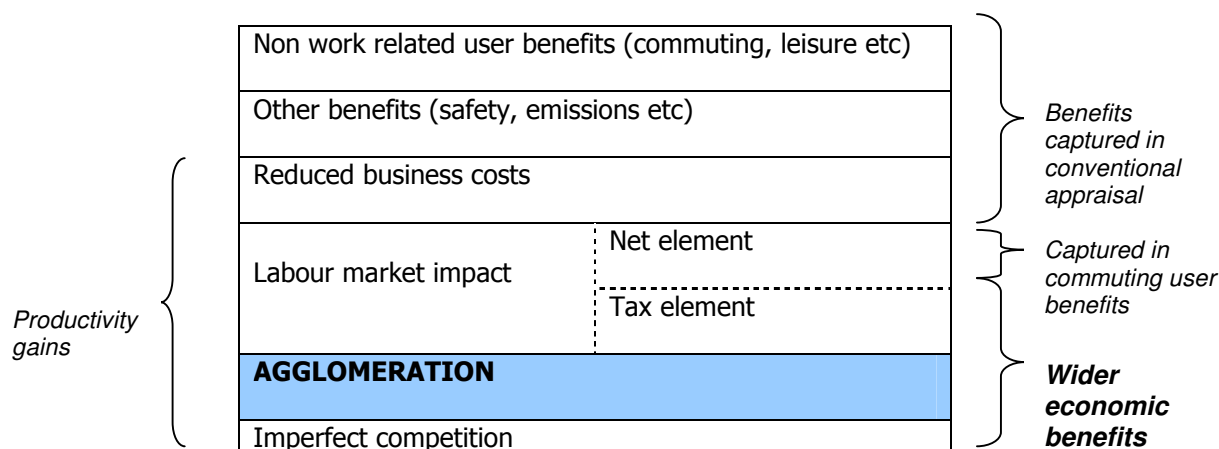 Non work related user benefits (commuting, leisure etc)
Other benefits (safety, emissions etc)
Reduced business costs
Labour market impact
Net element
Tax element
AGGLOMERATION
Imperfect competition
Productivity
gains
Benefits
captured in
conventional
appraisal
Captured in
commuting user
benefits
Wider
economic
benefits